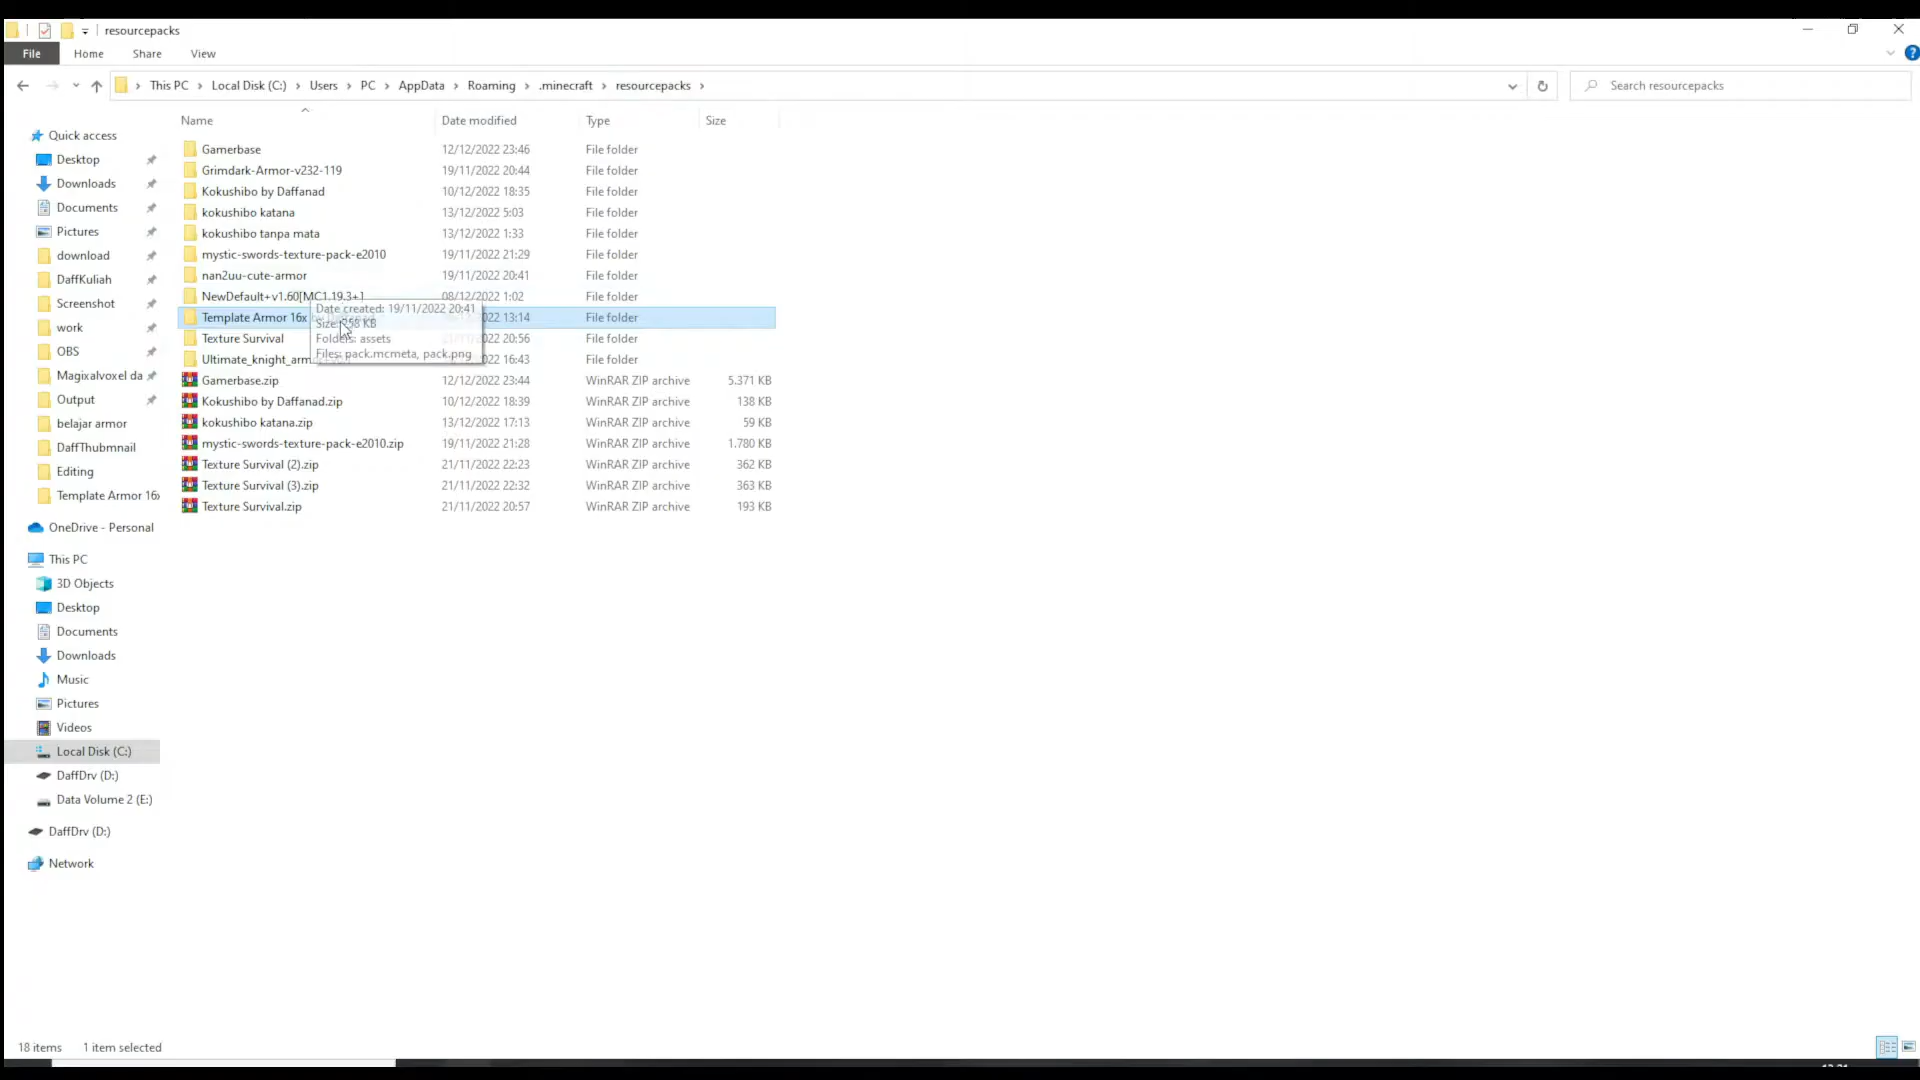 resourcepacks
File Home Share View
This PC Local Disk (C:) Users PC AppData Roaming .minecraft resourcepacks
Search resourcepacks
Name Date modified Type Size
Quick access
Desktop
Downloads
Documents
Pictures
download
DaffKuliah
Screenshot
work
OBS
Magixalvoxel da
Output
belajar armor
DaffThubmnail
Editing
Template Armor 16x
OneDrive - Personal
This PC
3D Objects
Desktop
Documents
Downloads
Music
Pictures
Videos
Local Disk (C:)
DaffDrv (D:)
Data Volume 2 (E:)
DaffDrv (D:)
Network
Gamerbase 12/12/2022 23:46 File folder
Grimdark-Armor-v232-119 19/11/2022 20:44 File folder
Kokushibo by Daffanad 10/12/2022 18:35 File folder
kokushibo katana 13/12/2022 5:03 File folder
kokushibo tanpa mata 13/12/2022 1:33 File folder
mystic-swords-texture-pack-e2010 19/11/2022 21:29 File folder
nan2uu-cute-armor 19/11/2022 20:41 File folder
NewDefault+v1.60[MC1.19.3+] 08/12/2022 1:02 File folder
Template Armor 16x 022 13:14 File folder
Texture Survival 022 20:56 File folder
Ultimate_knight_arm 022 16:43 File folder
Date created: 19/11/2022 20:41
Folders: assets
Files: pack.mcmeta, pack.png
Gamerbase.zip 12/12/2022 23:44 WinRAR ZIP archive 5.371 KB
Kokushibo by Daffanad.zip 10/12/2022 18:39 WinRAR ZIP archive 138 KB
kokushibo katana.zip 13/12/2022 17:13 WinRAR ZIP archive 59 KB
mystic-swords-texture-pack-e2010.zip 19/11/2022 21:28 WinRAR ZIP archive 1.780 KB
Texture Survival (2).zip 21/11/2022 22:23 WinRAR ZIP archive 362 KB
Texture Survival (3).zip 21/11/2022 22:32 WinRAR ZIP archive 363 KB
Texture Survival.zip 21/11/2022 20:57 WinRAR ZIP archive 193 KB
18 items 1 item selected